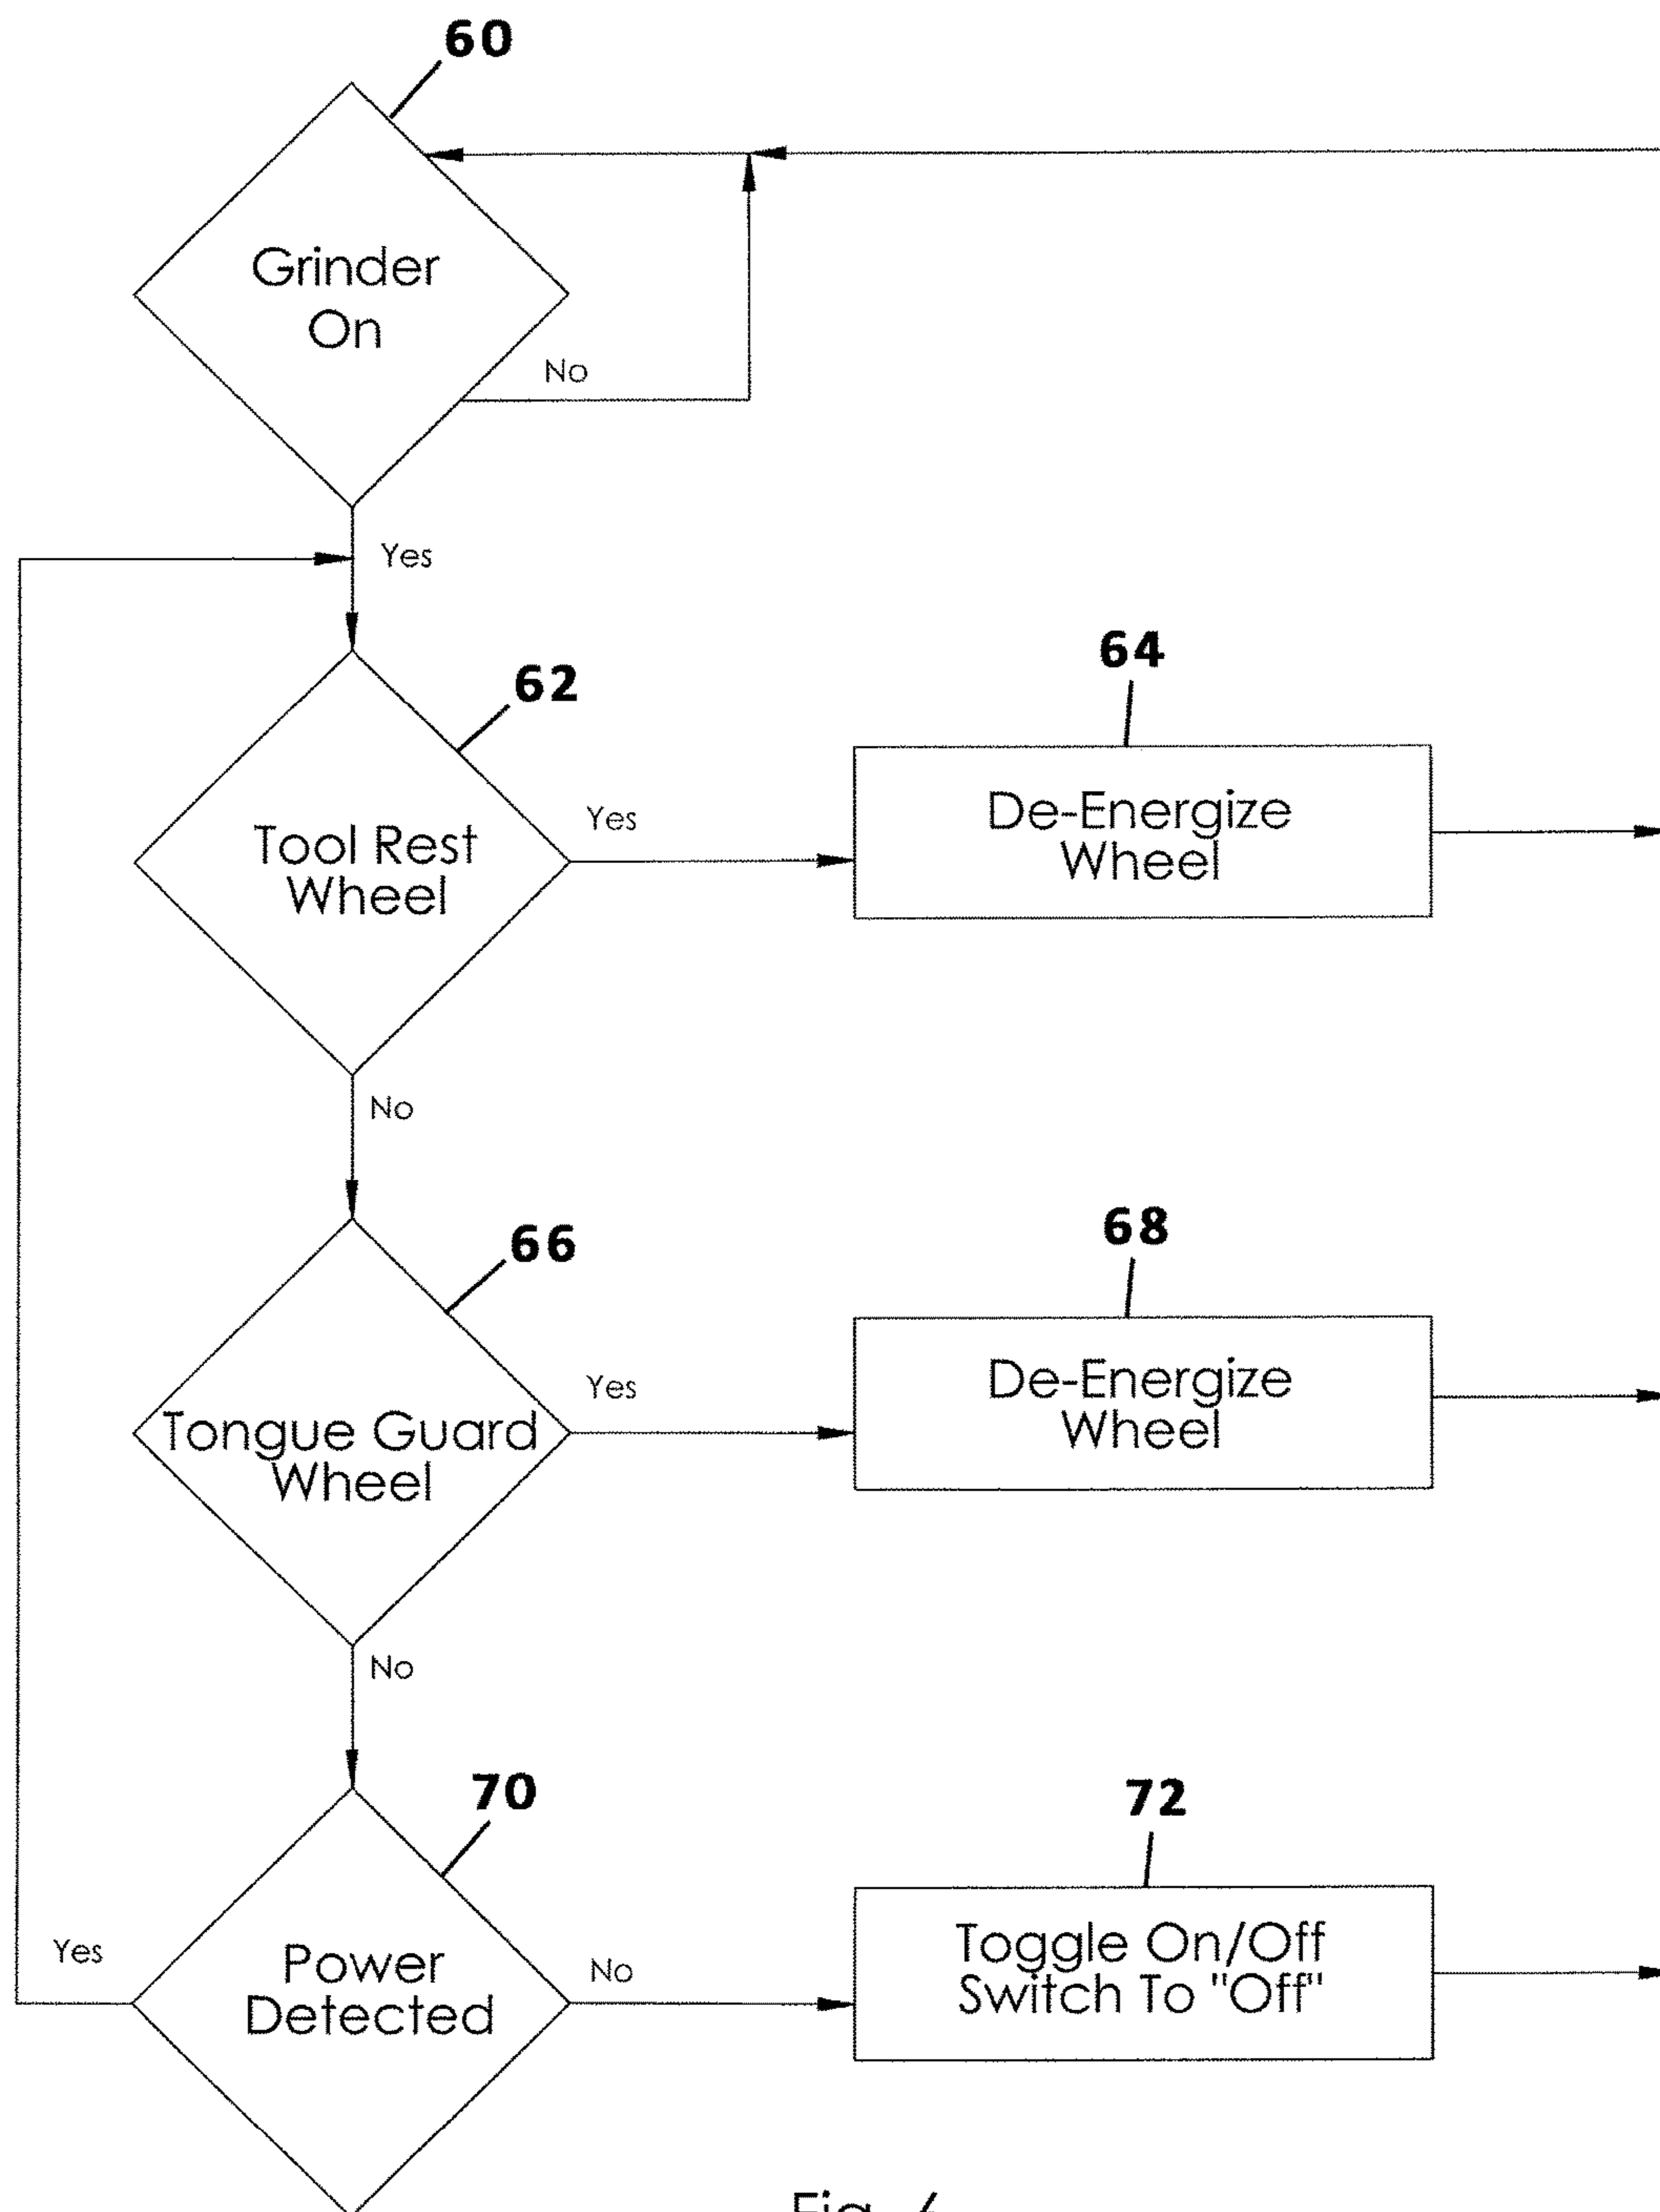 60
Grinder
On
No
Yes
62
Tool Rest
Wheel
Yes
64
De-Energize
Wheel
No
66
Tongue Guard
Wheel
Yes
68
De-Energize
Wheel
No
70
Power
Detected
Yes
No
72
Toggle On/Off
Switch To "Off"
Fig.